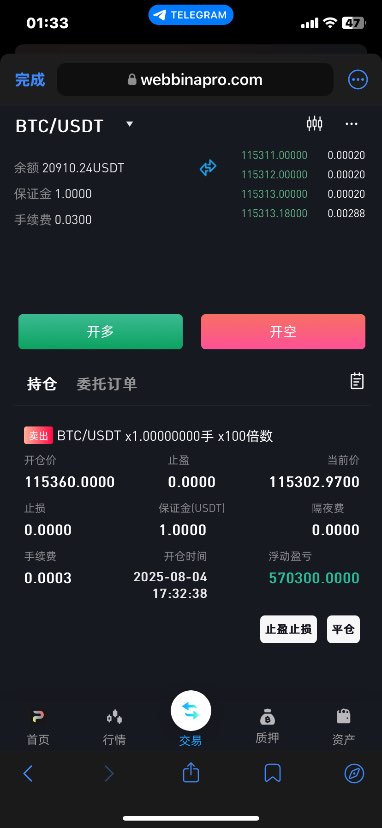 01:33
TELEGRAM
47
完成
webbinapro.com
BTC/USDT
余额 20910.24USDT
保证金 1.0000
手续费 0.0300
115311.00000 0.00020
115312.00000 0.00020
115313.00000 0.00020
115313.18000 0.00288
开多 开空
持仓 委托订单
卖出 BTC/USDT x1.00000000手 x100倍数
开仓价 止盈 当前价
115360.0000 0.0000 115302.9700
止损 保证金(USDT) 隔夜费
0.0000 1.0000 0.0000
手续费 开仓时间 浮动盈亏
0.0003 2025-08-04 570300.0000
17:32:38
止盈止损 平仓
首页 行情 交易 质押 资产